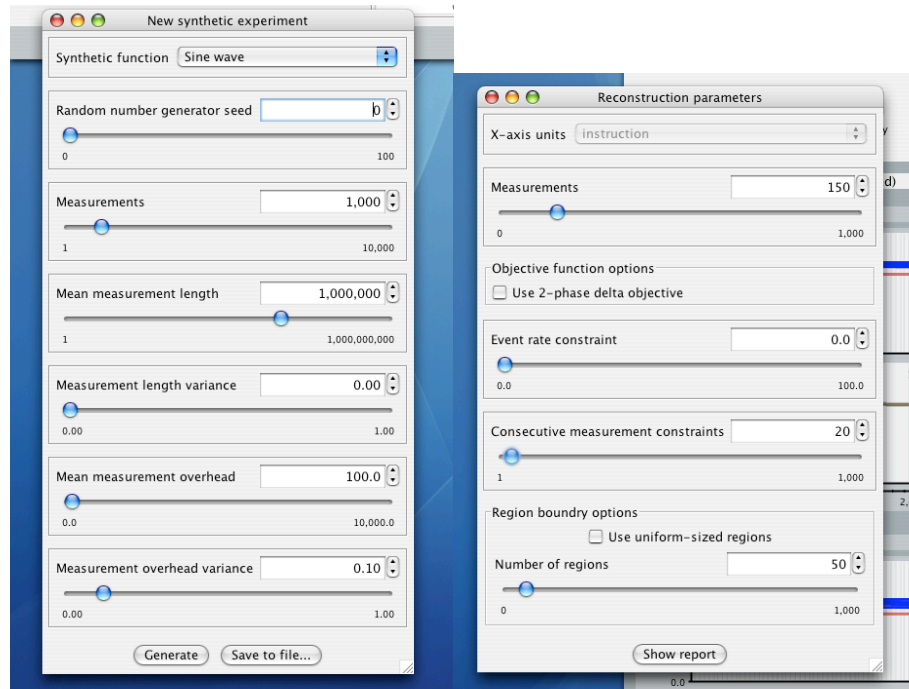 New synthetic experiment
Synthetic function Sine wave
Random number generator seed 0
0 100
Measurements 1,000
1 10,000
Mean measurement length 1,000,000
1 1,000,000,000
Measurement length variance 0.00
0.00 1.00
Mean measurement overhead 100.0
0.0 10,000.0
Measurement overhead variance 0.10
0.00 1.00
Generate Save to file...
Reconstruction parameters
X-axis units instruction
y
d)
Measurements 150
0 1,000
Objective function options
Use 2-phase delta objective
Event rate constraint 0.0
0.0 100.0
Consecutive measurement constraints 20
1 1,000
2,
Region boundry options
Use uniform-sized regions
Number of regions 50
0 1,000
Show report
0.0